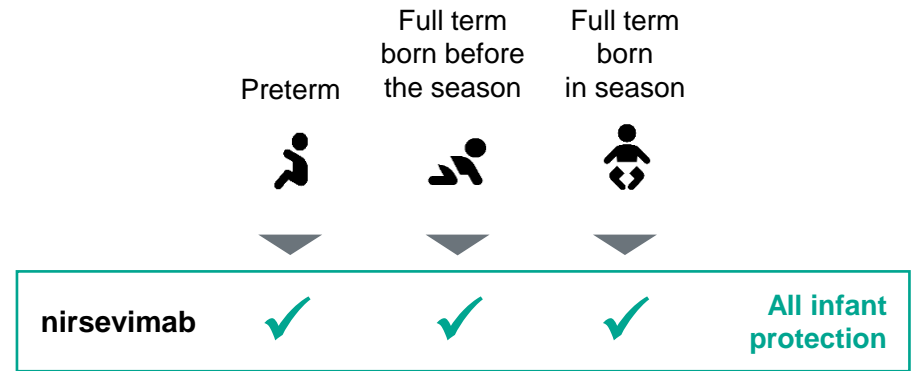 Preterm
Full term
born before
the season
Full term
born
in season
nirsevimab
All infant
protection